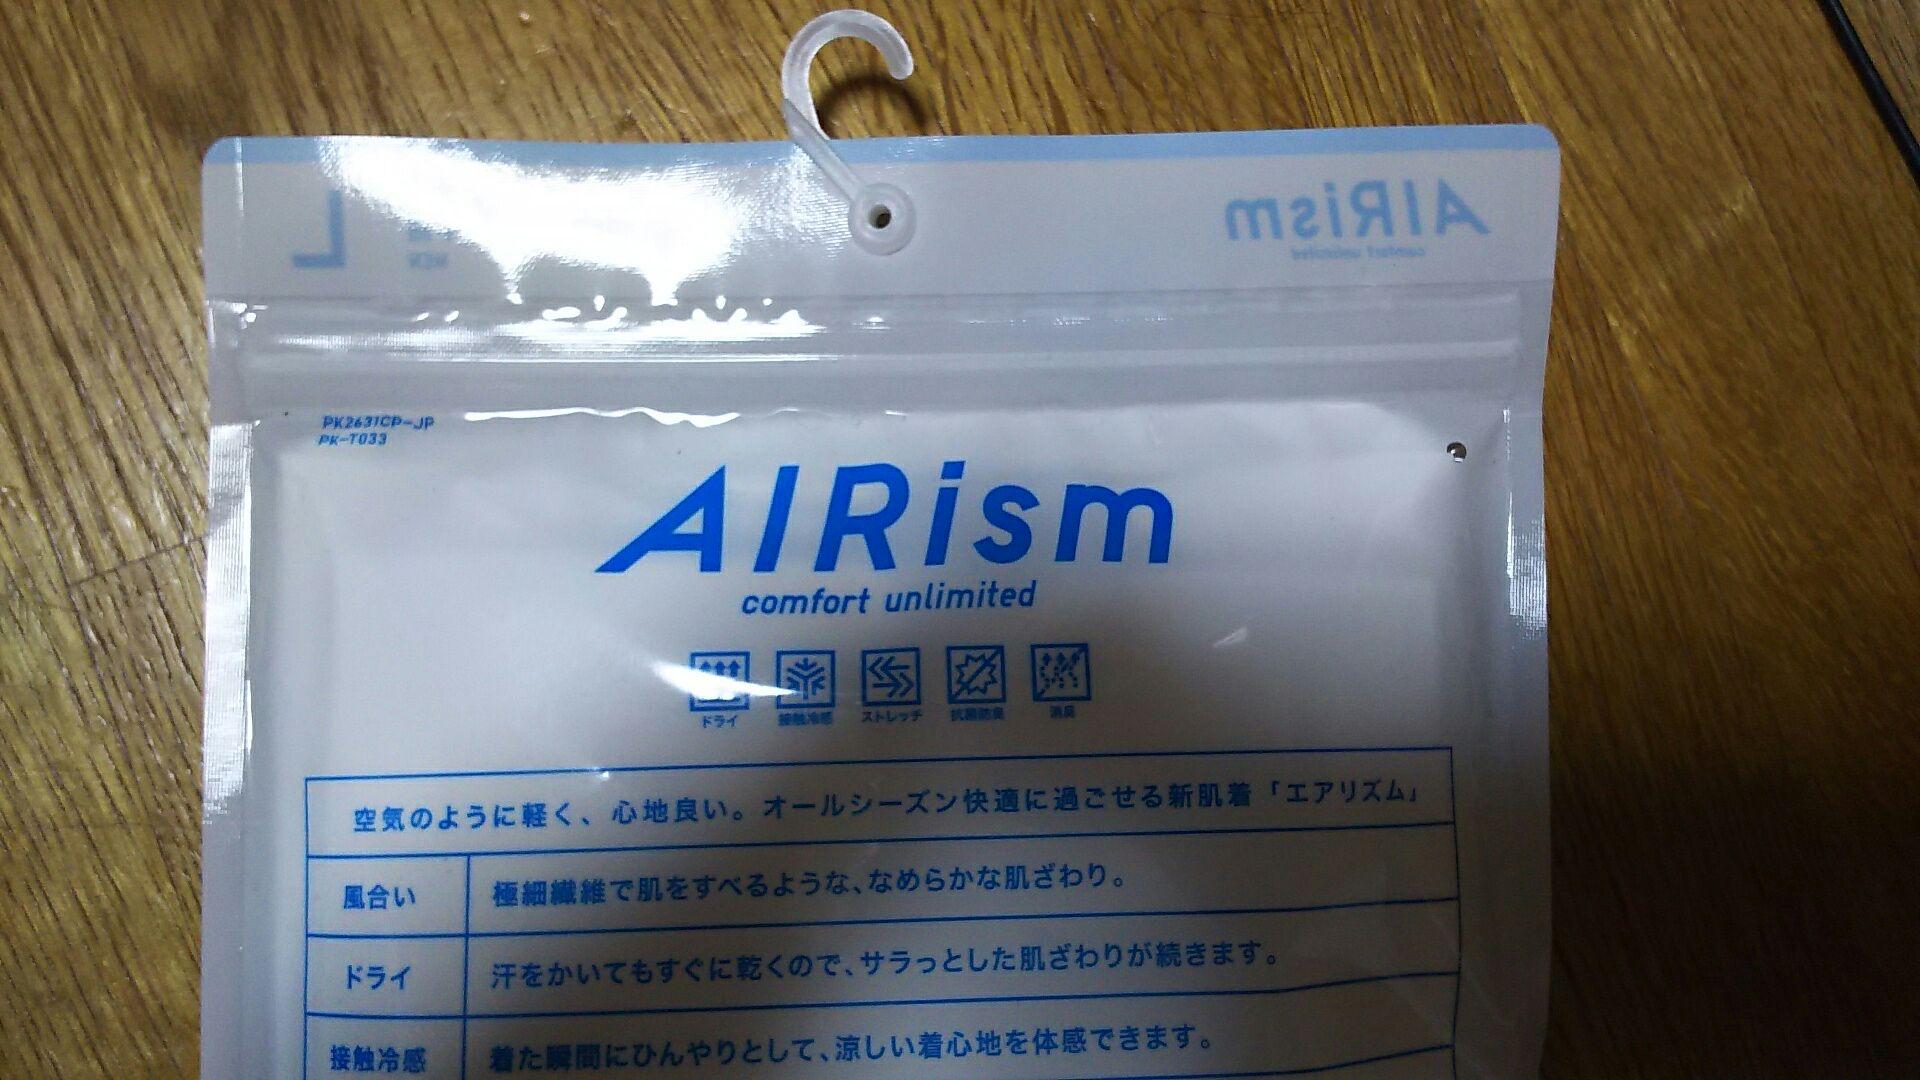 L
MEN
AIRism
comfort unlimited
PK2631CP-JP
PK-T033
AIRism
comfort unlimited
ドライ 接触冷感 ストレッチ 抗菌防臭 消臭
空気のように軽く、心地良い。オールシーズン快適に過ごせる新肌着「エアリズム」
風合い 極細繊維で肌をすべるような、なめらかな肌ざわり。
ドライ 汗をかいてもすぐに乾くので、サラっとした肌ざわりが続きます。
接触冷感 着た瞬間にひんやりとして、涼しい着心地を体感できます。